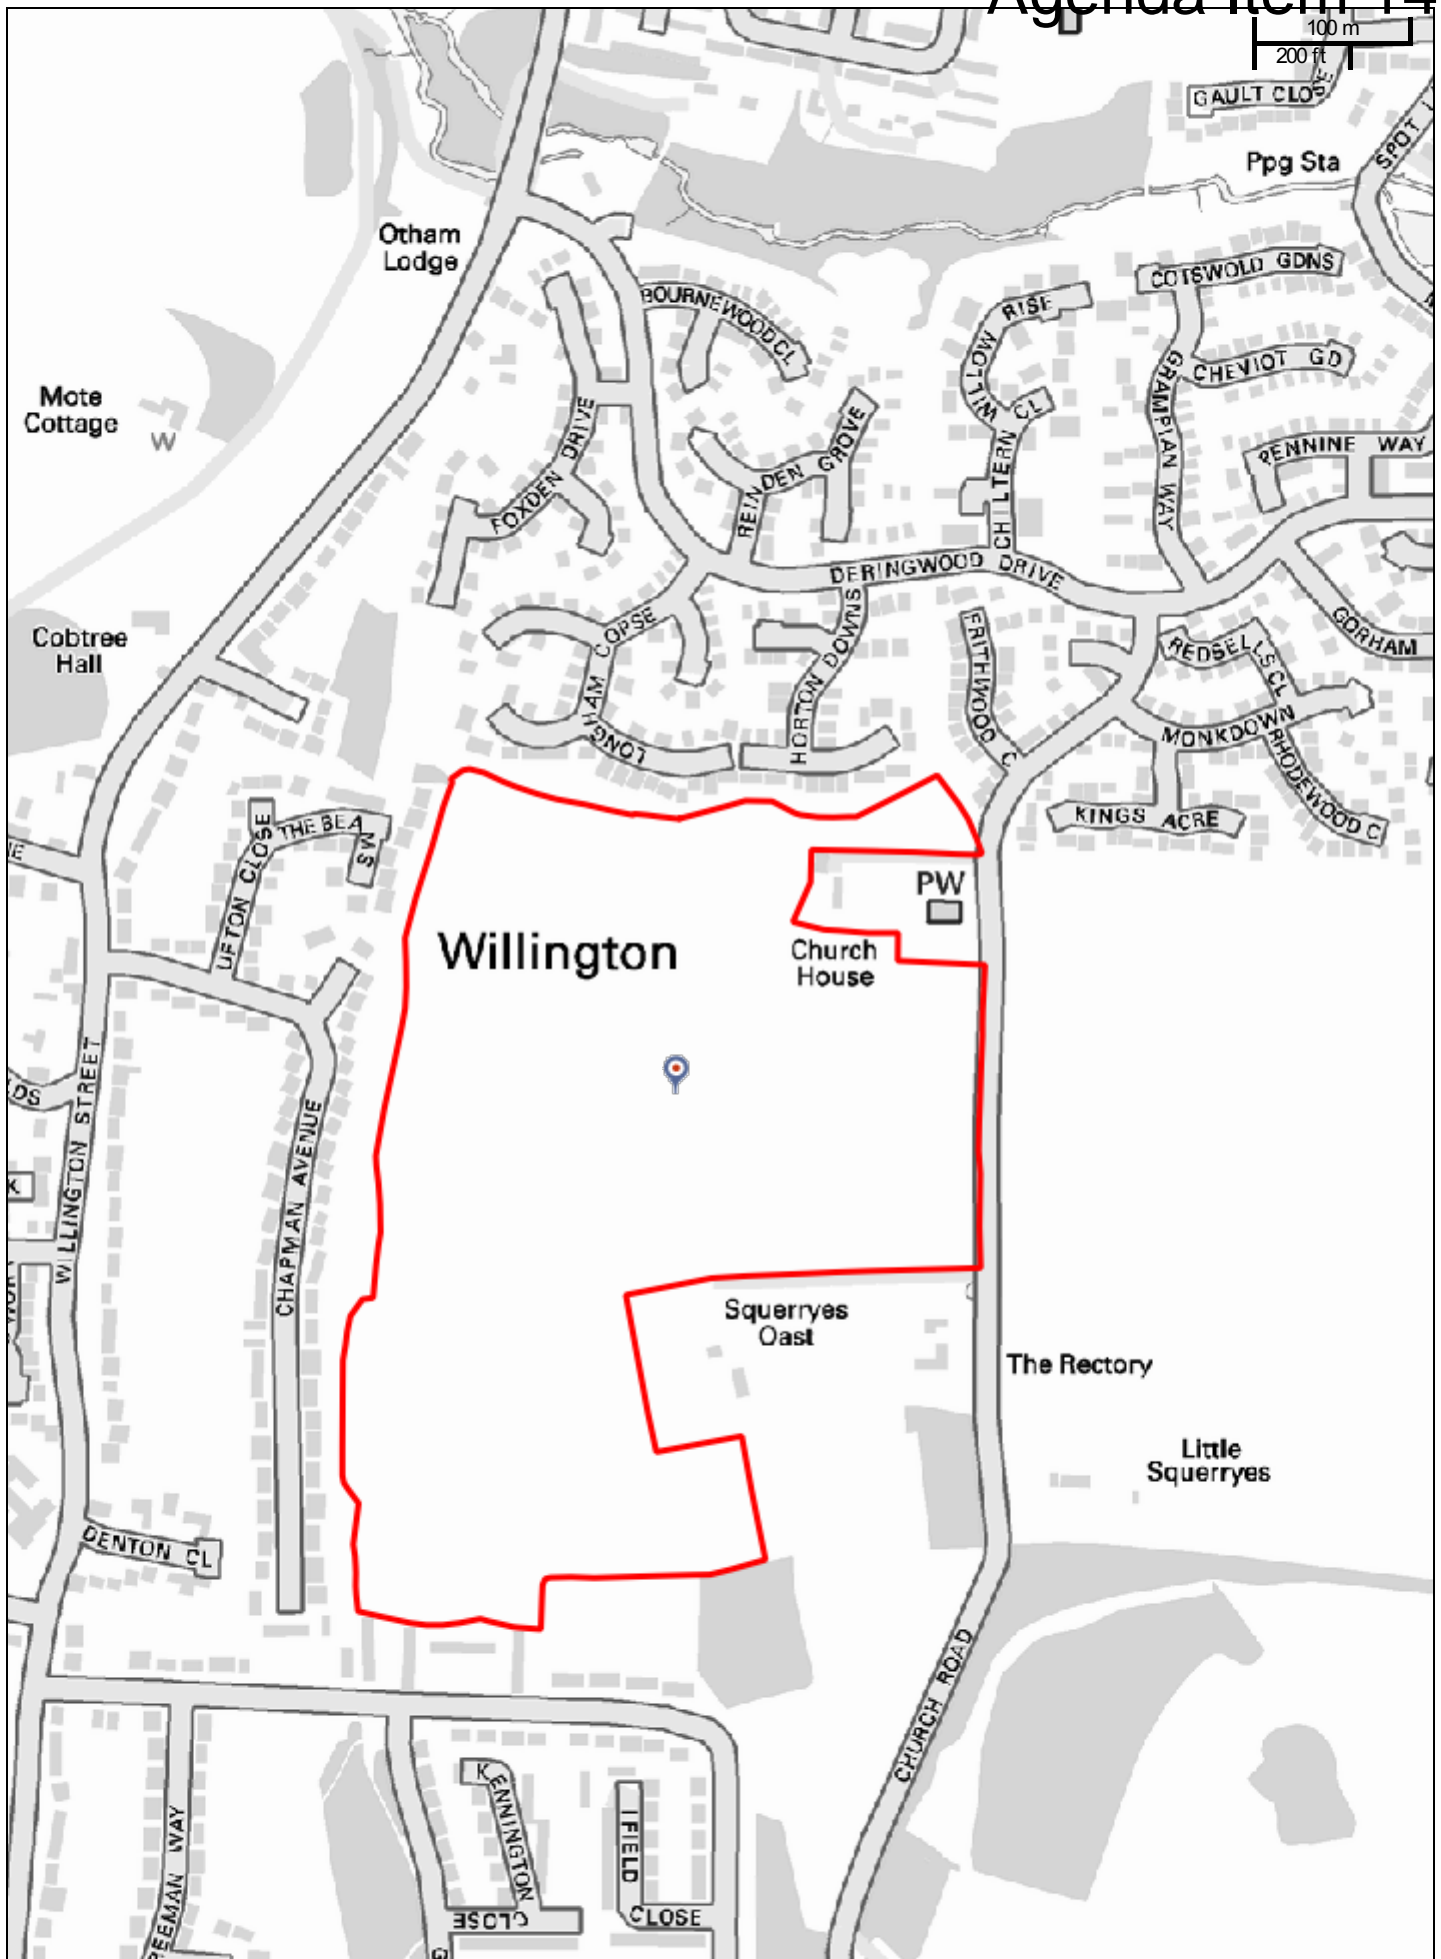 Agenda Item 14
100 m
200 ft
GAULT CLOSE
Ppg Sta
SPOT
Otham
Lodge
COTSWOLD GDNS
BOURNEWOOD CL
WILLOW RISE
CHEVIOT GD
GRAMPIAN WAY
Mote
Cottage
W
FOXDEN DRIVE
REINDEN GROVE
CHILTERN CL
PENNINE WAY
DERINGWOOD DRIVE
Cobtree
Hall
LONGHAM COPSE
HORTON DOWNS
FRITHWOOD C
REDSELLS CL
GORHAM
MONKDOWN
RHODEWOOD C
KINGS ACRE
UFTON CLOSE
THE BEAMS
PW
Willington
Church
House
WILLINGTON STREET
CHAPMAN AVENUE
Squerryes
Oast
The Rectory
Little
Squerryes
DENTON CL
CHURCH ROAD
KENNINGTON
CLOSE
IFIELD
CLOSE
REEMAN WAY